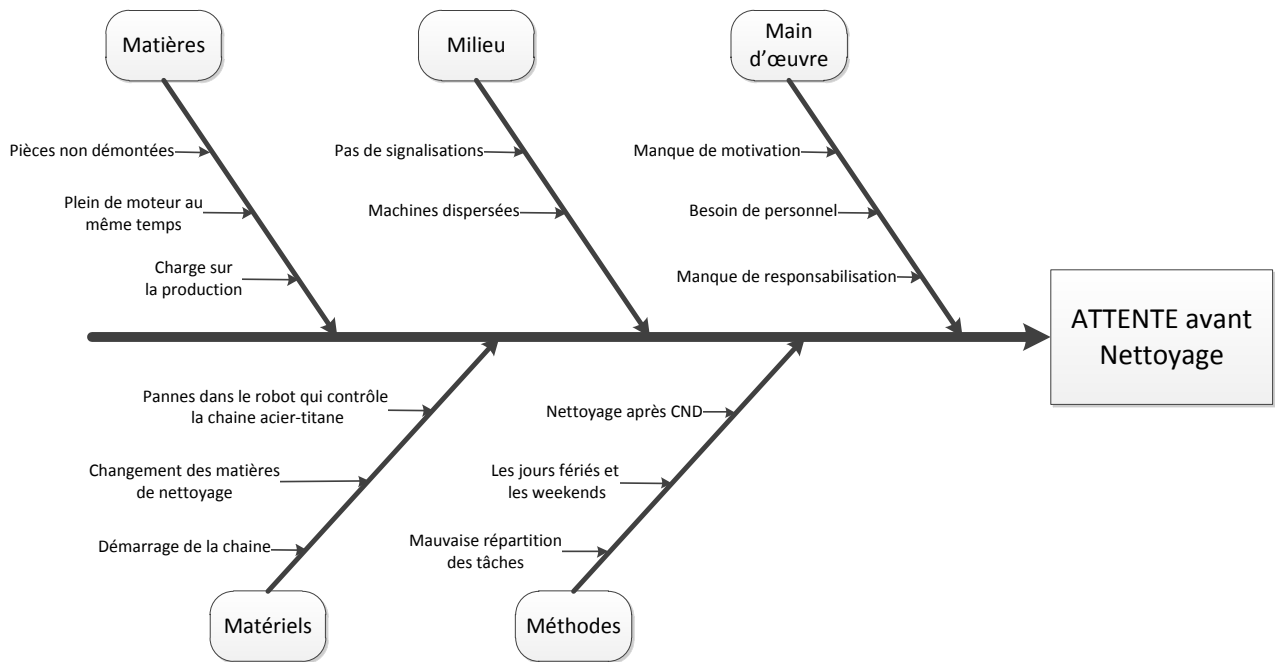 Matières
Milieu
Main
d’œuvre
Pièces non démontées
Plein de moteur au
même temps
Charge sur
la production
Pas de signalisations
Machines dispersées
Manque de motivation
Besoin de personnel
Manque de responsabilisation
ATTENTE avant
Nettoyage
Pannes dans le robot qui contrôle
la chaine acier-titane
Changement des matières
de nettoyage
Démarrage de la chaine
Nettoyage après CND
Les jours fériés et
les weekends
Mauvaise répartition
des tâches
Matériels
Méthodes